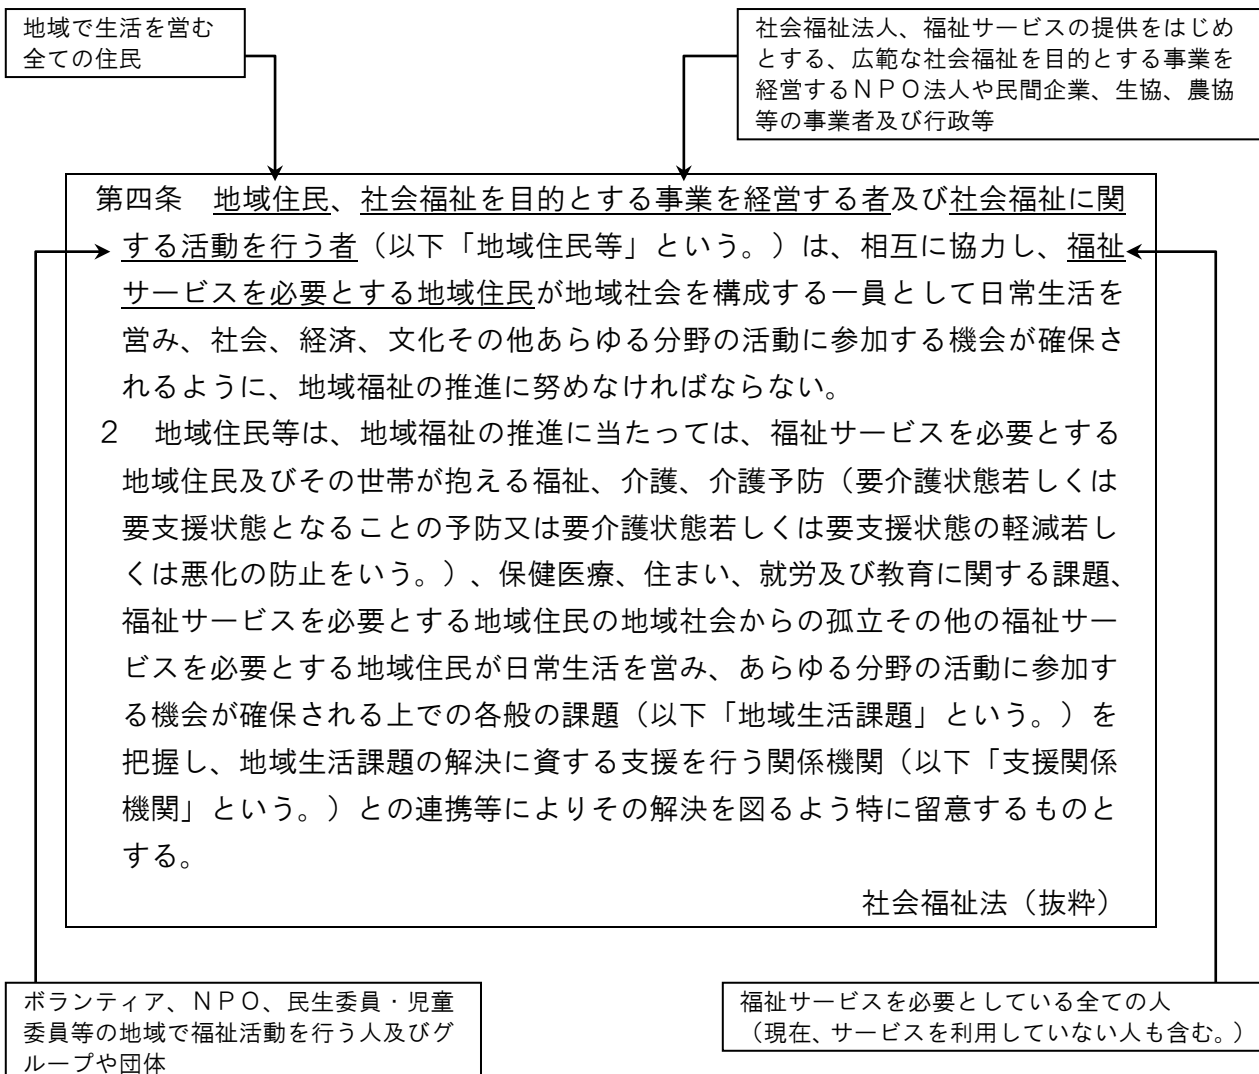 地域で生活を営む
全ての住民
社会福祉法人、福祉サービスの提供をはじめ
とする、広範な社会福祉を目的とする事業を
経営するＮＰＯ法人や民間企業、生協、農協
等の事業者及び行政等
第四条　地域住民、社会福祉を目的とする事業を経営する者及び社会福祉に関
する活動を行う者（以下「地域住民等」という。）は、相互に協力し、福祉
サービスを必要とする地域住民が地域社会を構成する一員として日常生活を
営み、社会、経済、文化その他あらゆる分野の活動に参加する機会が確保さ
れるように、地域福祉の推進に努めなければならない。
２　地域住民等は、地域福祉の推進に当たっては、福祉サービスを必要とする
地域住民及びその世帯が抱える福祉、介護、介護予防（要介護状態若しくは
要支援状態となることの予防又は要介護状態若しくは要支援状態の軽減若し
くは悪化の防止をいう。）、保健医療、住まい、就労及び教育に関する課題、
福祉サービスを必要とする地域住民の地域社会からの孤立その他の福祉サー
ビスを必要とする地域住民が日常生活を営み、あらゆる分野の活動に参加す
る機会が確保される上での各般の課題（以下「地域生活課題」という。）を
把握し、地域生活課題の解決に資する支援を行う関係機関（以下「支援関係
機関」という。）との連携等によりその解決を図るよう特に留意するものと
する。
社会福祉法（抜粋）
ボランティア、ＮＰＯ、民生委員・児童
委員等の地域で福祉活動を行う人及びグ
ループや団体
福祉サービスを必要としている全ての人
（現在、サービスを利用していない人も含む。）